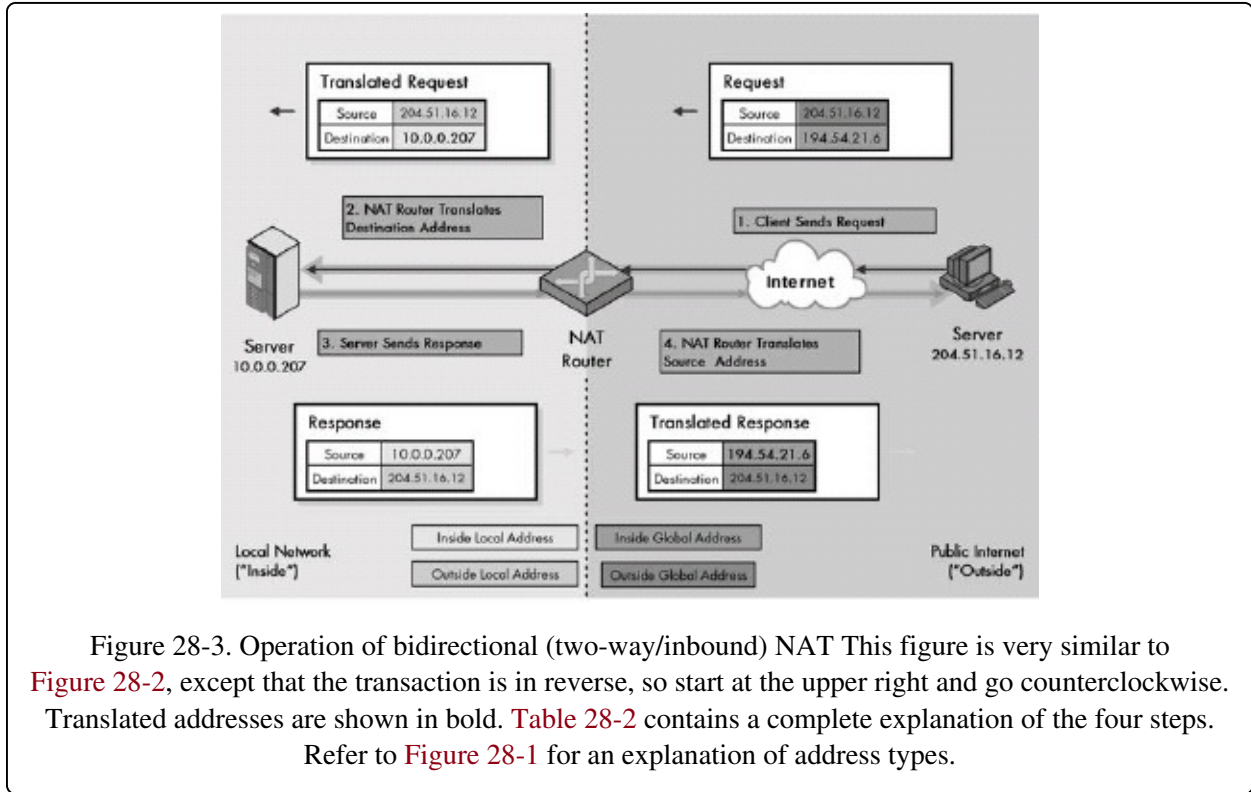 Translated Request
Source 204.51.16.12
Destination 10.0.0.207
Request
Source 204.51.16.12
Destination 194.54.21.6
2. NAT Router Translates
Destination Address
1. Client Sends Request
Internet
Server
10.0.0.207
3. Server Sends Response
NAT
Router
4. NAT Router Translates
Source Address
Server
204.51.16.12
Response
Source 10.0.0.207
Destination 204.51.16.12
Translated Response
Source 194.54.21.6
Destination 204.51.16.12
Local Network
("Inside")
Inside Local Address
Outside Local Address
Inside Global Address
Outside Global Address
Public Internet
("Outside")
Figure 28-3. Operation of bidirectional (two-way/inbound) NAT This figure is very similar to
Figure 28-2, except that the transaction is in reverse, so start at the upper right and go counterclockwise.
Translated addresses are shown in bold. Table 28-2 contains a complete explanation of the four steps.
Refer to Figure 28-1 for an explanation of address types.